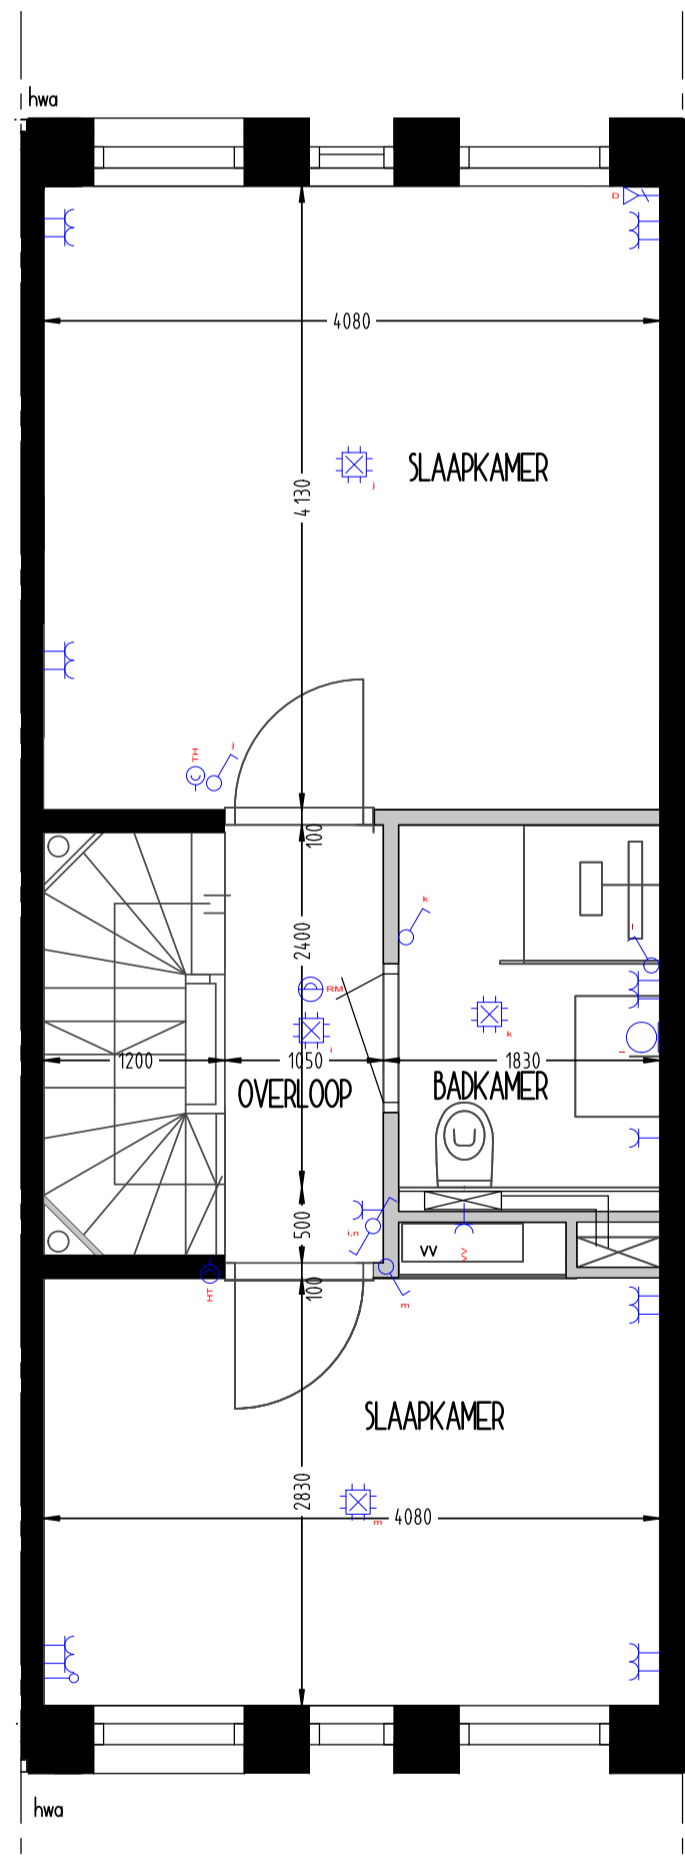 hwa
D
4080
SLAAPKAMER
j
4130
TH
j
100
k
2400
l
RM
k
i
1200
1050
1830
OVERLOOP
BADKAMER
500
i,n
vv
HT
100
m
SLAAPKAMER
2830
4080
m
hwa